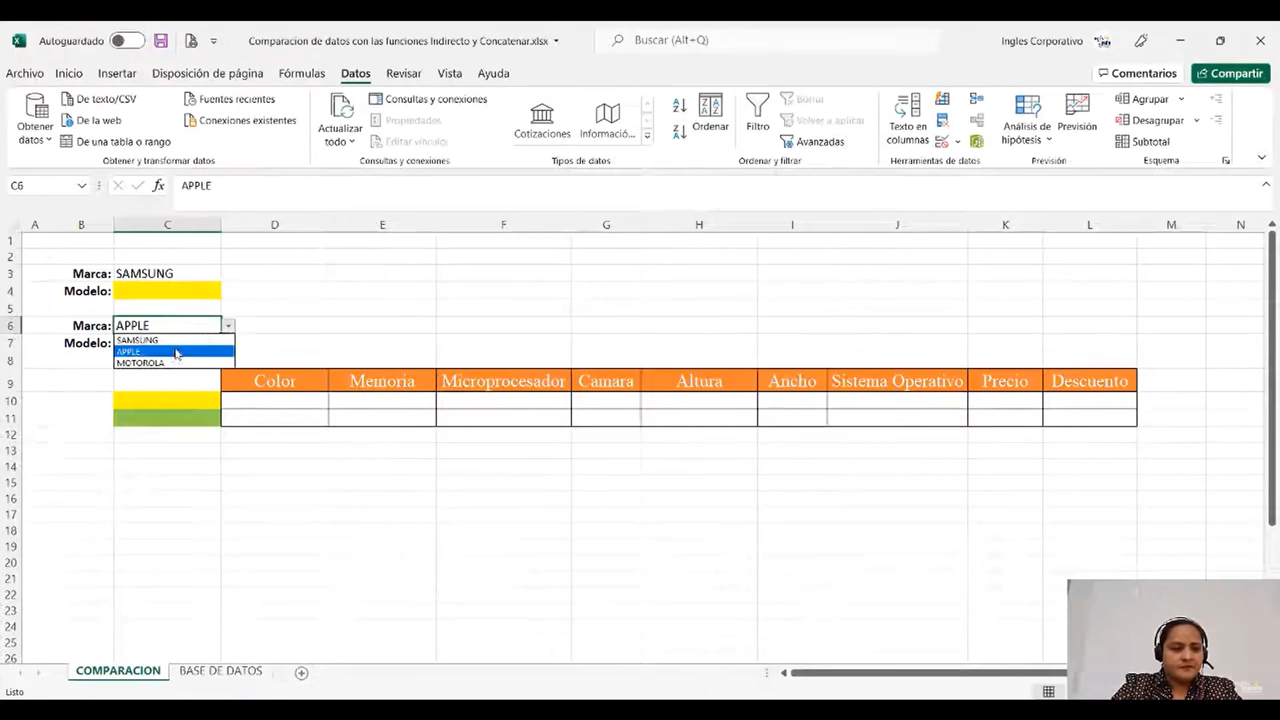 Autoguardado
Comparacion de datos con las funciones Indirecto y Concatenar.xlsx
Buscar (Alt+Q)
Ingles Corporativo
Archivo Inicio Insertar Disposición de página Fórmulas Datos Revisar Vista Ayuda
Comentarios Compartir
De texto/CSV Fuentes recientes Consultas y conexiones Borrar Agrupar
De la web Conexiones existentes Propiedades Volver a aplicar Desagrupar
De una tabla o rango Editar vínculos Avanzadas Subtotal
Obtener datos
Actualizar todo
Cotizaciones Informació...
Ordenar
Filtro
Texto en columnas
Análisis de hipótesis
Previsión
Obtener y transformar datos Consultas y conexiones Tipos de datos Ordenar y filtrar Herramientas de datos Previsión Esquema
C6 fx APPLE
A B C D E F G H I J K L M N
1
2
3 Marca: SAMSUNG
4 Modelo:
5
6 Marca: APPLE
SAMSUNG
7 Modelo: APPLE
8 MOTOROLA
9 Color Memoria Microprocesador Camara Altura Ancho Sistema Operativo Precio Descuento
10
11
12
13
14
15
16
17
18
19
20
21
22
23
24
25
26
COMPARACION BASE DE DATOS
Listo